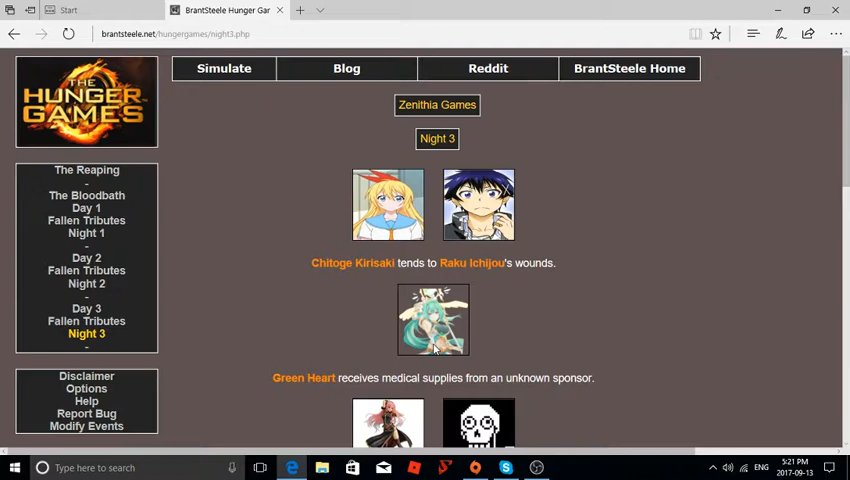 Start
BrantSteele Hunger Gar
brantsteele.net/hungergames/night3.php
THE
HUNGER
GAMES
Simulate
Blog
Reddit
BrantSteele Home
Zenithia Games
Night 3
The Reaping
-
The Bloodbath
Day 1
Fallen Tributes
Night 1
-
Day 2
Fallen Tributes
Night 2
-
Day 3
Fallen Tributes
Night 3
-
Disclaimer
Options
Help
Report Bug
Modify Events
Chitoge Kirisaki tends to Raku Ichijou's wounds.
Green Heart receives medical supplies from an unknown sponsor.
Type here to search
ENG
5:21 PM
2017-09-13